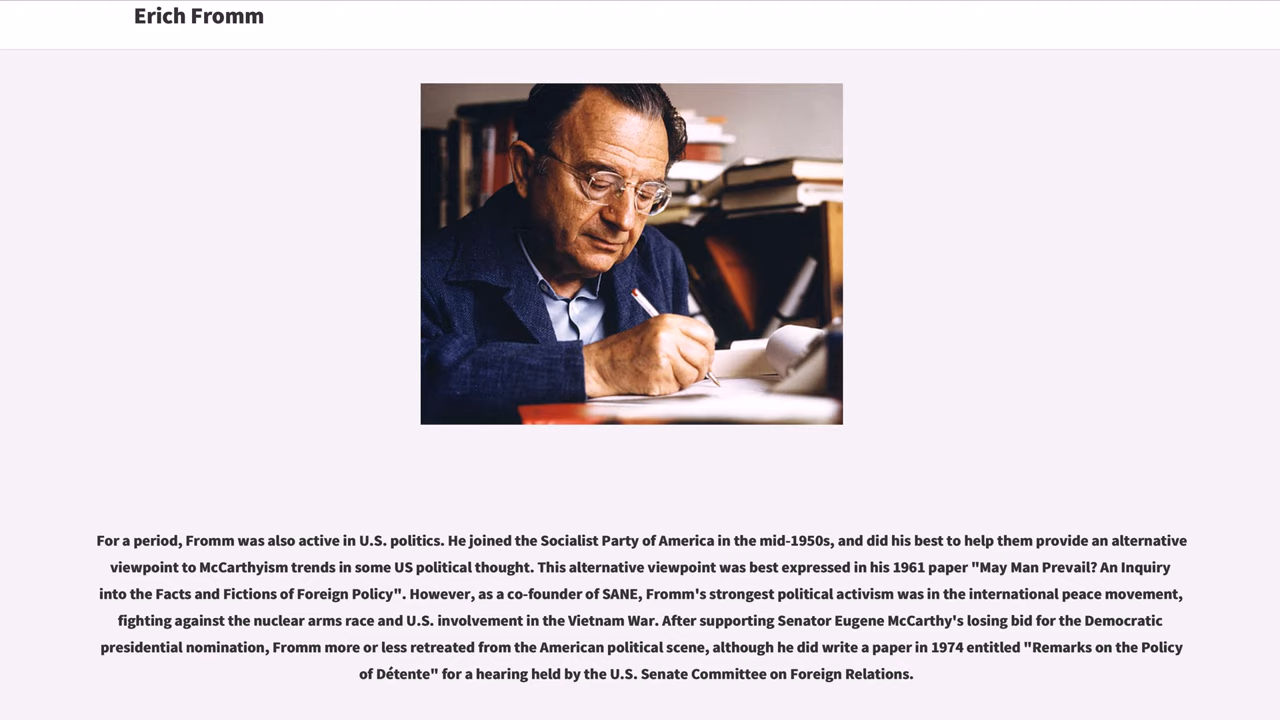 Erich Fromm
For a period, Fromm was also active in U.S. politics. He joined the Socialist Party of America in the mid-1950s, and did his best to help them provide an alternative
viewpoint to McCarthyism trends in some US political thought. This alternative viewpoint was best expressed in his 1961 paper "May Man Prevail? An Inquiry
into the Facts and Fictions of Foreign Policy". However, as a co-founder of SANE, Fromm's strongest political activism was in the international peace movement,
fighting against the nuclear arms race and U.S. involvement in the Vietnam War. After supporting Senator Eugene McCarthy's losing bid for the Democratic
presidential nomination, Fromm more or less retreated from the American political scene, although he did write a paper in 1974 entitled "Remarks on the Policy
of Détente" for a hearing held by the U.S. Senate Committee on Foreign Relations.